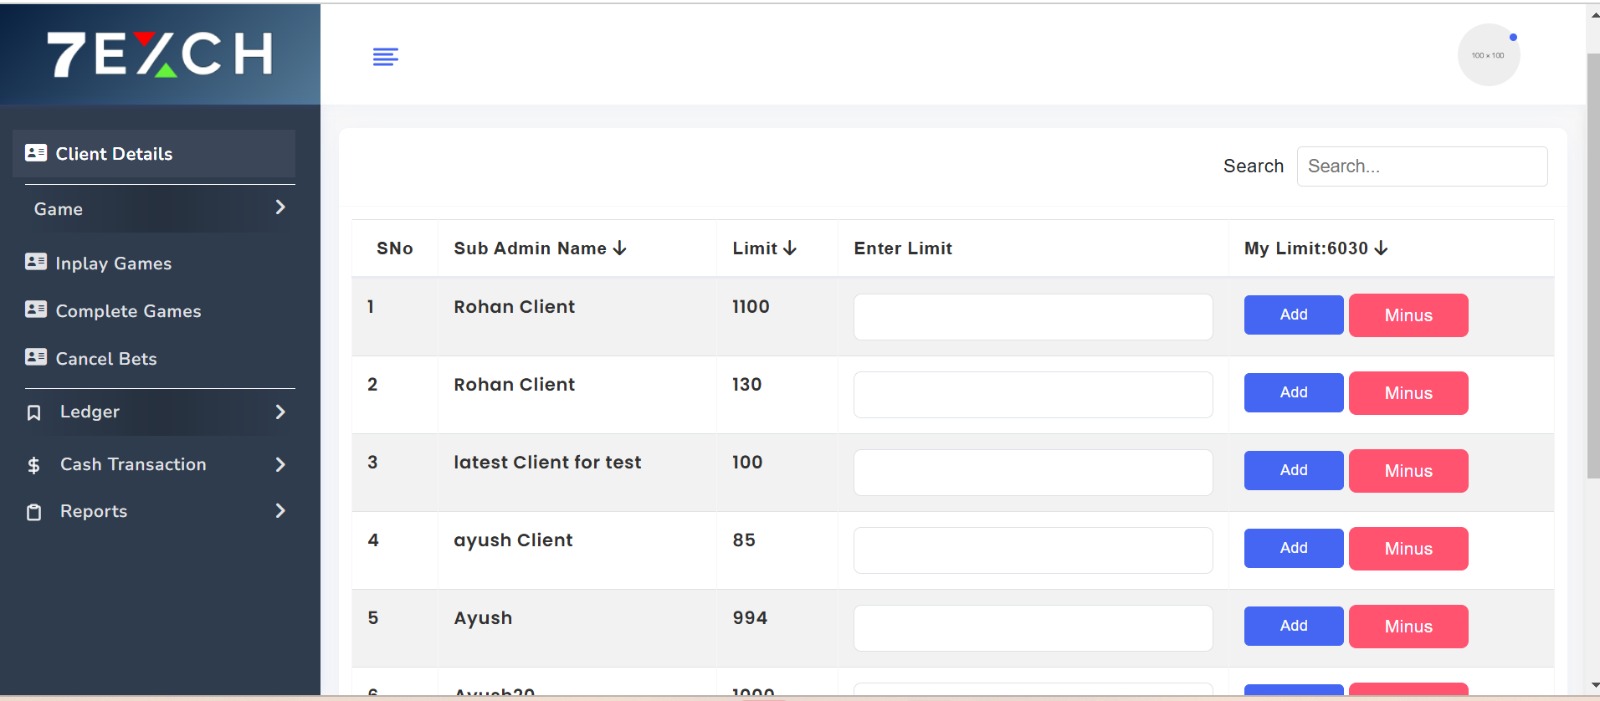 7EXCH
100 × 100
Client Details
Game
Inplay Games
Complete Games
Cancel Bets
Ledger
Cash Transaction
Reports
Search Search...
SNo Sub Admin Name Limit Enter Limit My Limit:6030
1 Rohan Client 1100 Add Minus
2 Rohan Client 130 Add Minus
3 latest Client for test 100 Add Minus
4 ayush Client 85 Add Minus
5 Ayush 994 Add Minus
6 Ayush20 1000